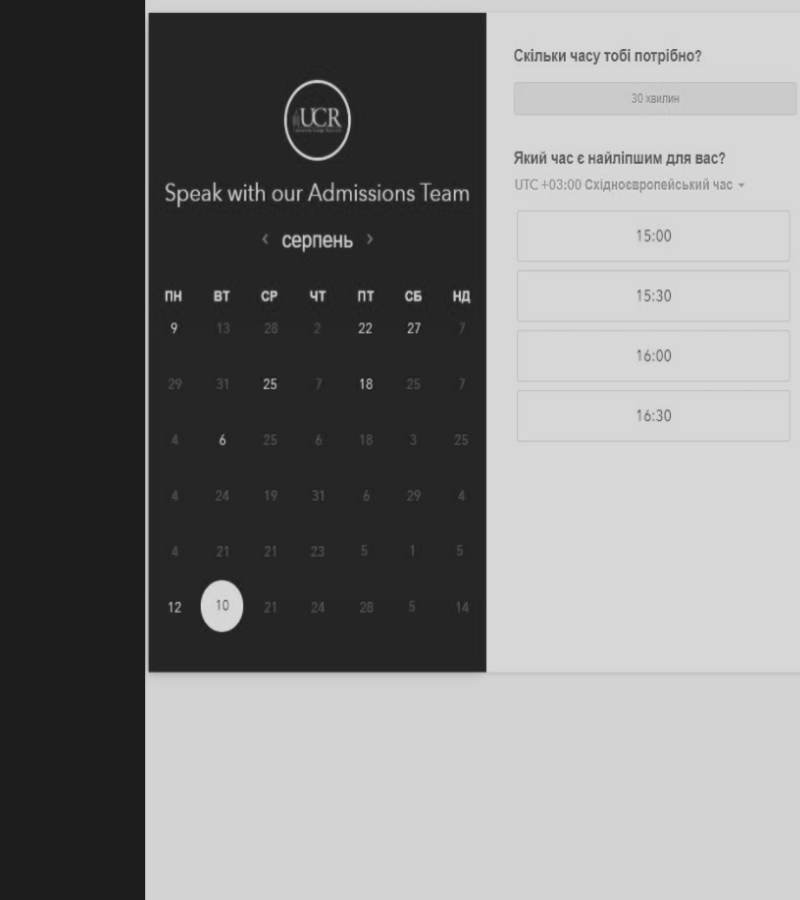 UCR
Speak with our Admissions Team
‹ серпень ›
ПН ВТ СР ЧТ ПТ СБ НД
9 13 28 2 22 27 7
29 31 25 7 18 25 7
4 6 25 6 18 3 25
4 24 19 31 6 29 4
4 21 21 23 5 1 5
12 10 21 24 28 5 14
Скільки часу тобі потрібно?
30 хвилин
Який час є найліпшим для вас?
UTC +03:00 Східноєвропейський час
15:00
15:30
16:00
16:30